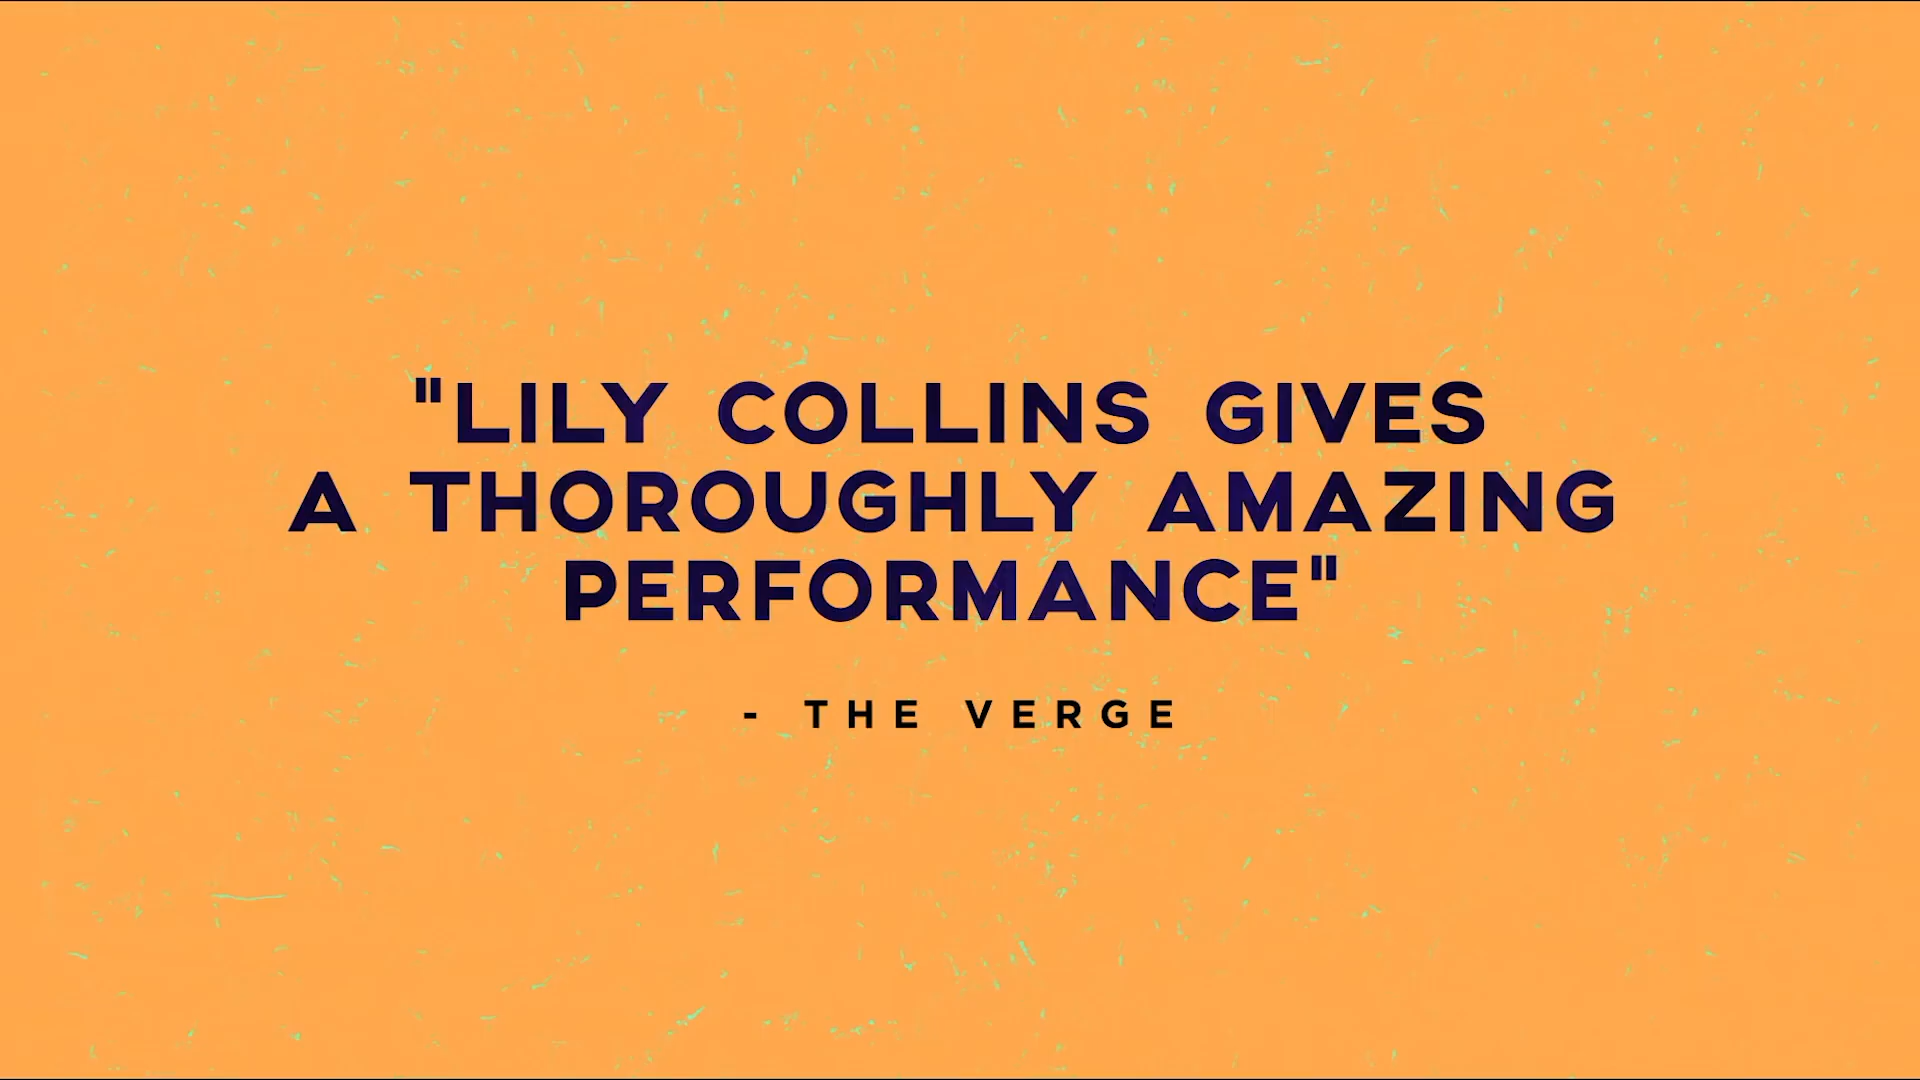 "LILY COLLINS GIVES
A THOROUGHLY AMAZING
PERFORMANCE"
- THE VERGE